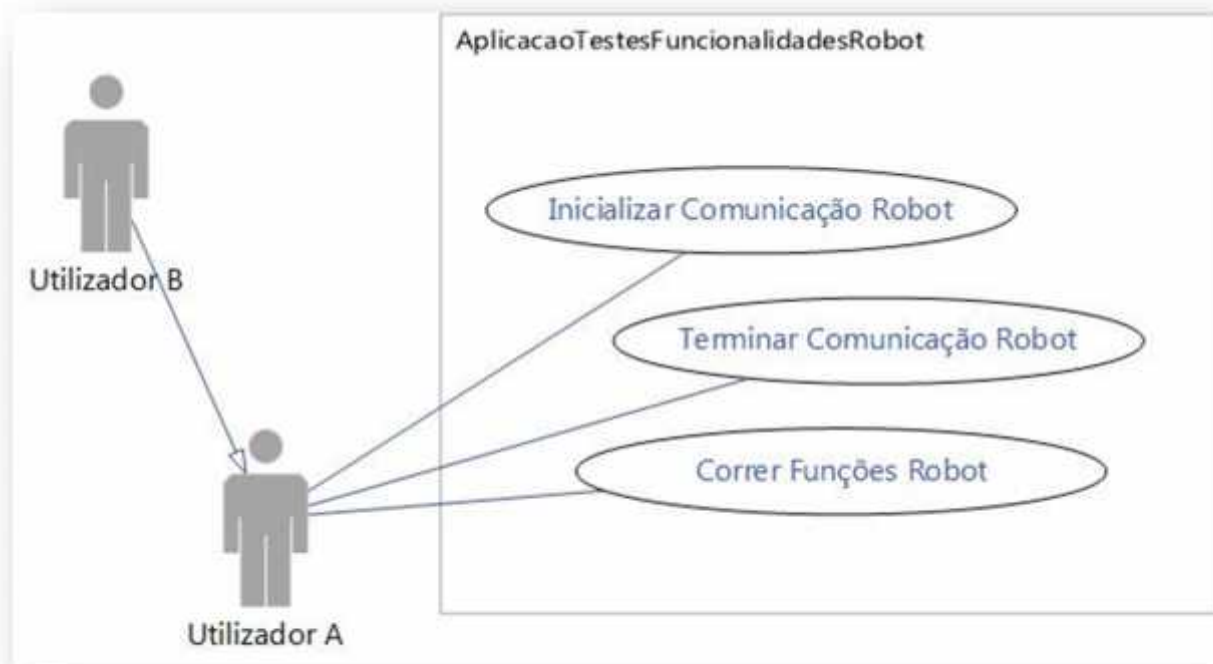 AplicacaoTestesFuncionalidadesRobot
Inicializar Comunicação Robot
Utilizador B
Terminar Comunicação Robot
Correr Funções Robot
Utilizador A